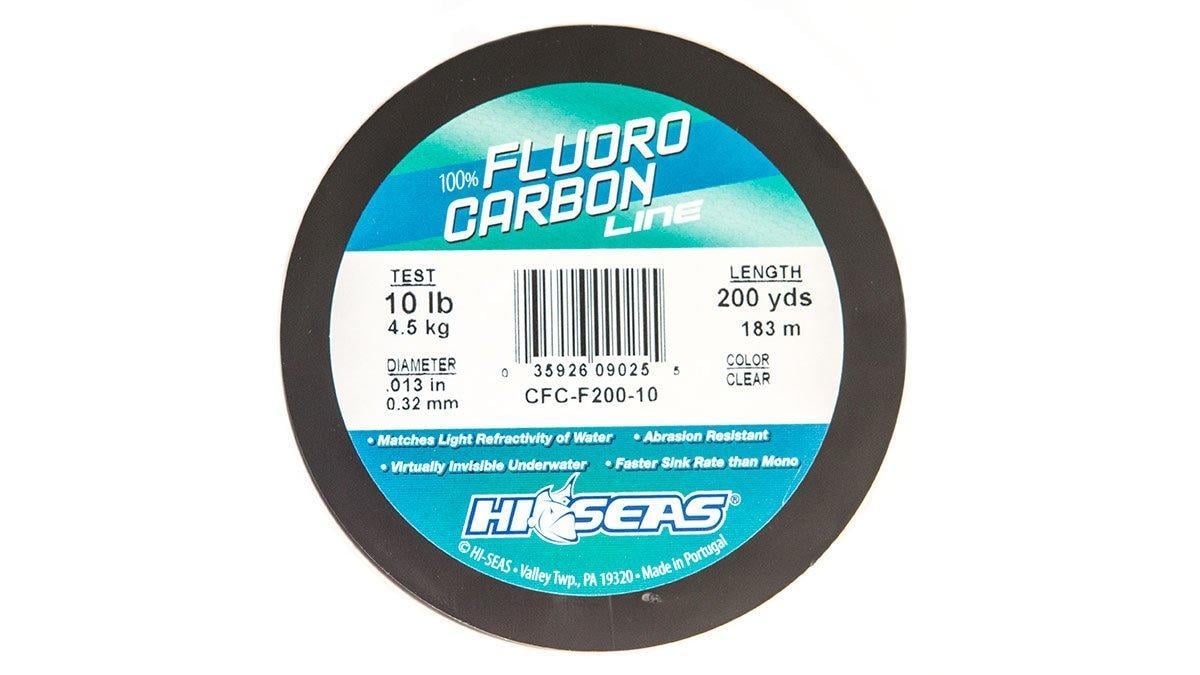 100% FLUORO
CARBON
LINE
TEST
10 lb
4.5 kg
DIAMETER
.013 in
0.32 mm
0 35926 09025 5
CFC-F200-10
LENGTH
200 yds
183 m
COLOR
CLEAR
• Matches Light Refractivity of Water • Abrasion Resistant
• Virtually Invisible Underwater • Faster Sink Rate than Mono
HI-SEAS®
© HI-SEAS • Valley Twp., PA 19320 • Made in Portugal